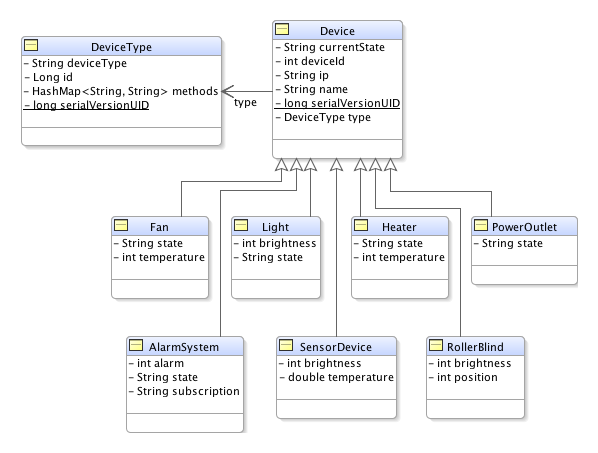 DeviceType
- String deviceType
- Long id
- HashMap<String, String> methods
- long serialVersionUID
Device
- String currentState
- int deviceId
- String ip
- String name
- long serialVersionUID
- DeviceType type
type
Fan
- String state
- int temperature
Light
- int brightness
- String state
Heater
- String state
- int temperature
PowerOutlet
- String state
AlarmSystem
- int alarm
- String state
- String subscription
SensorDevice
- int brightness
- double temperature
RollerBlind
- int brightness
- int position